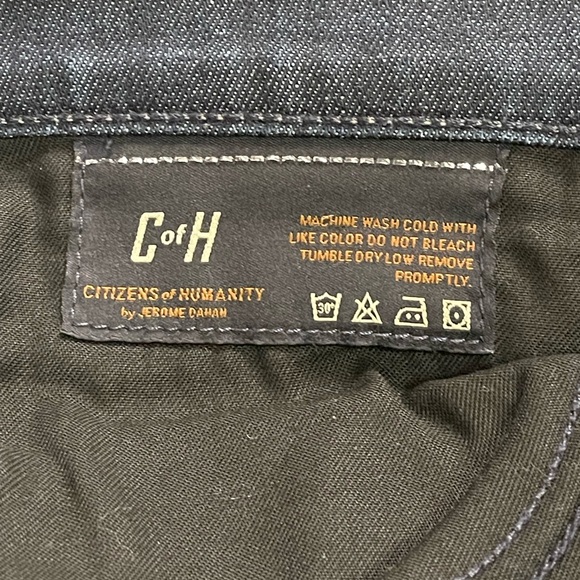 C of H
CITIZENS of HUMANITY
by JEROME DAHAN
MACHINE WASH COLD WITH
LIKE COLOR DO NOT BLEACH
TUMBLE DRY LOW REMOVE
PROMPTLY.
30°